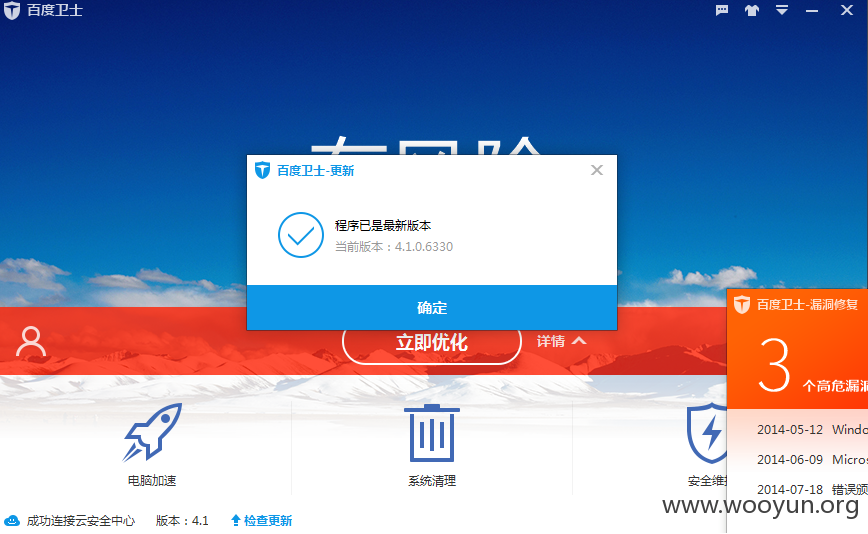 百度卫士
百度卫士-更新
程序已是最新版本
当前版本：4.1.0.6330
确定
立即优化
详情
百度卫士-漏洞修复
3
个高危漏洞
2014-05-12 Windo
2014-06-09 Micros
2014-07-18 错误
电脑加速
系统清理
安全维
成功连接云安全中心
版本：4.1
检查更新
www.wooyun.org